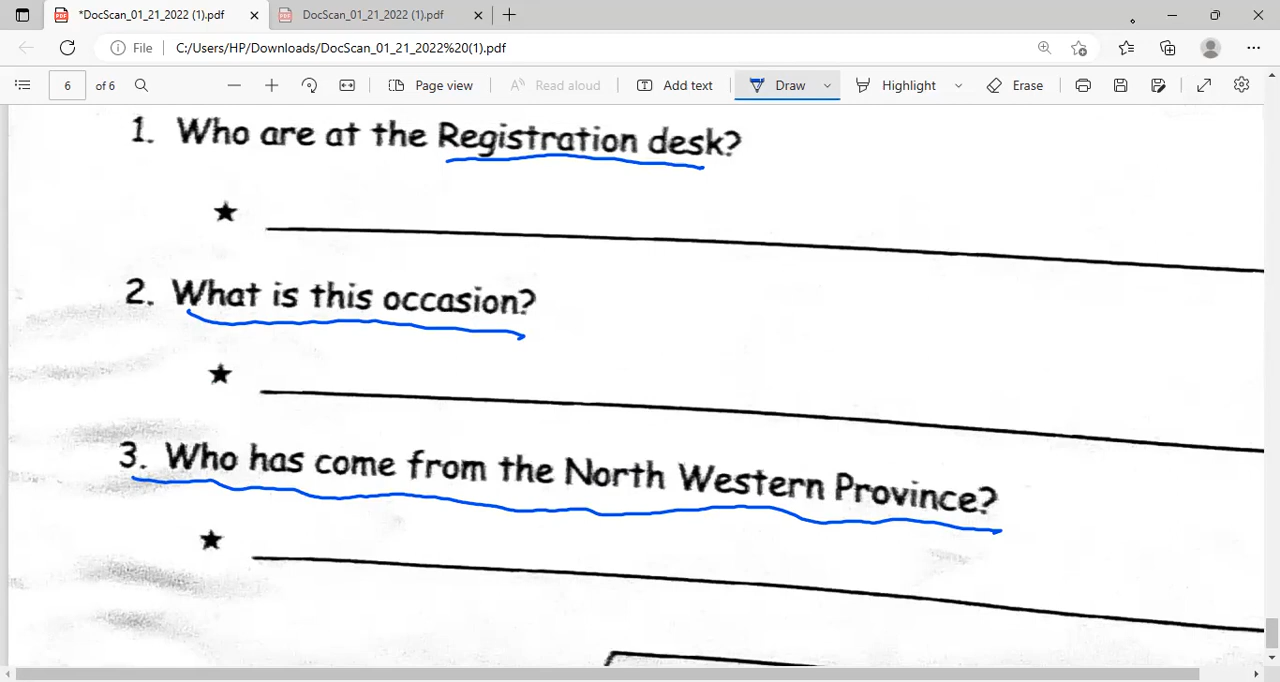 *DocScan_01_21_2022 (1).pdf
DocScan_01_21_2022 (1).pdf
File
C:/Users/HP/Downloads/DocScan_01_21_2022%20(1).pdf
6 of 6
Page view
Read aloud
Add text
Draw
Highlight
Erase
1. Who are at the Registration desk?
2. What is this occasion?
3. Who has come from the North Western Province?